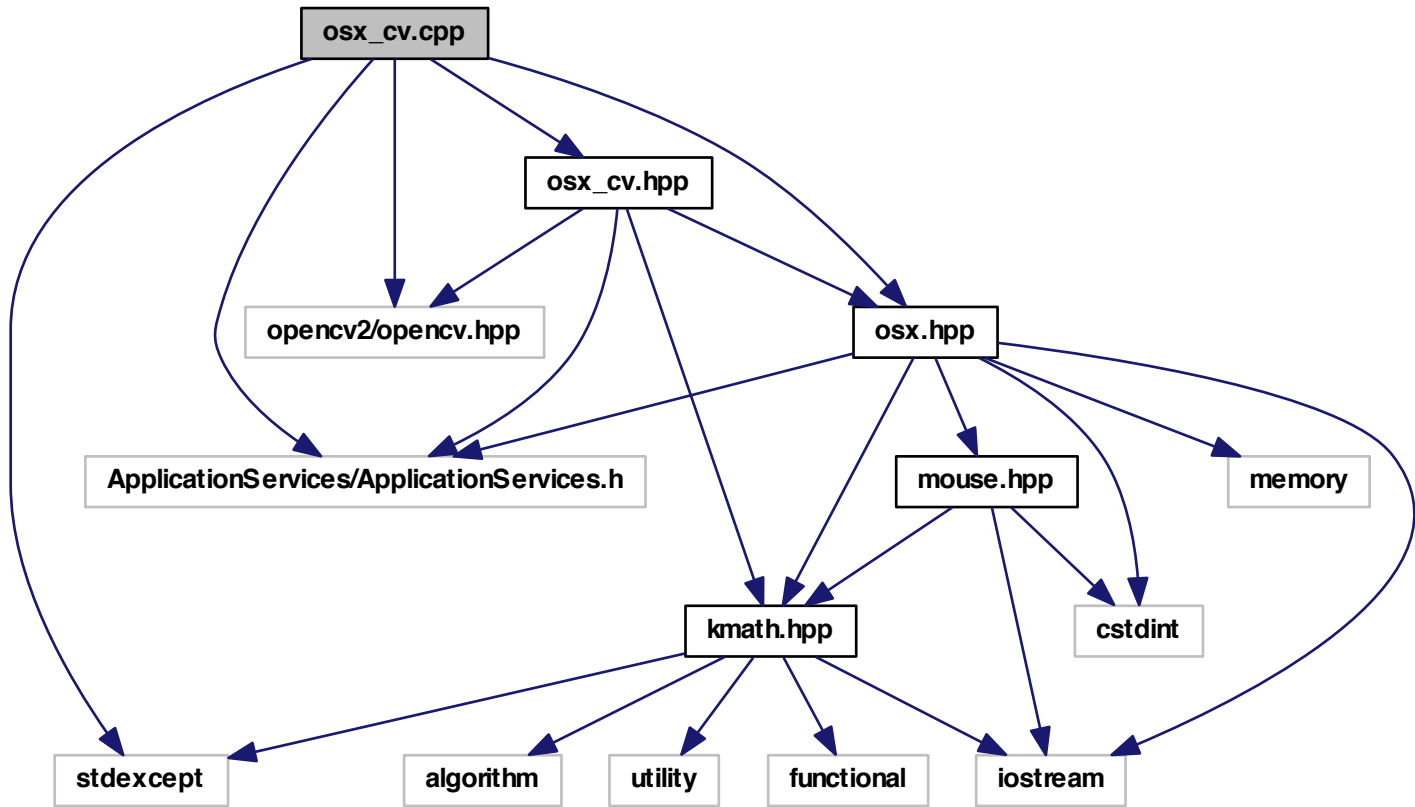 osx_cv.cpp
osx_cv.hpp
opencv2/opencv.hpp
osx.hpp
ApplicationServices/ApplicationServices.h
mouse.hpp
memory
kmath.hpp
cstdint
stdexcept
algorithm
utility
functional
iostream